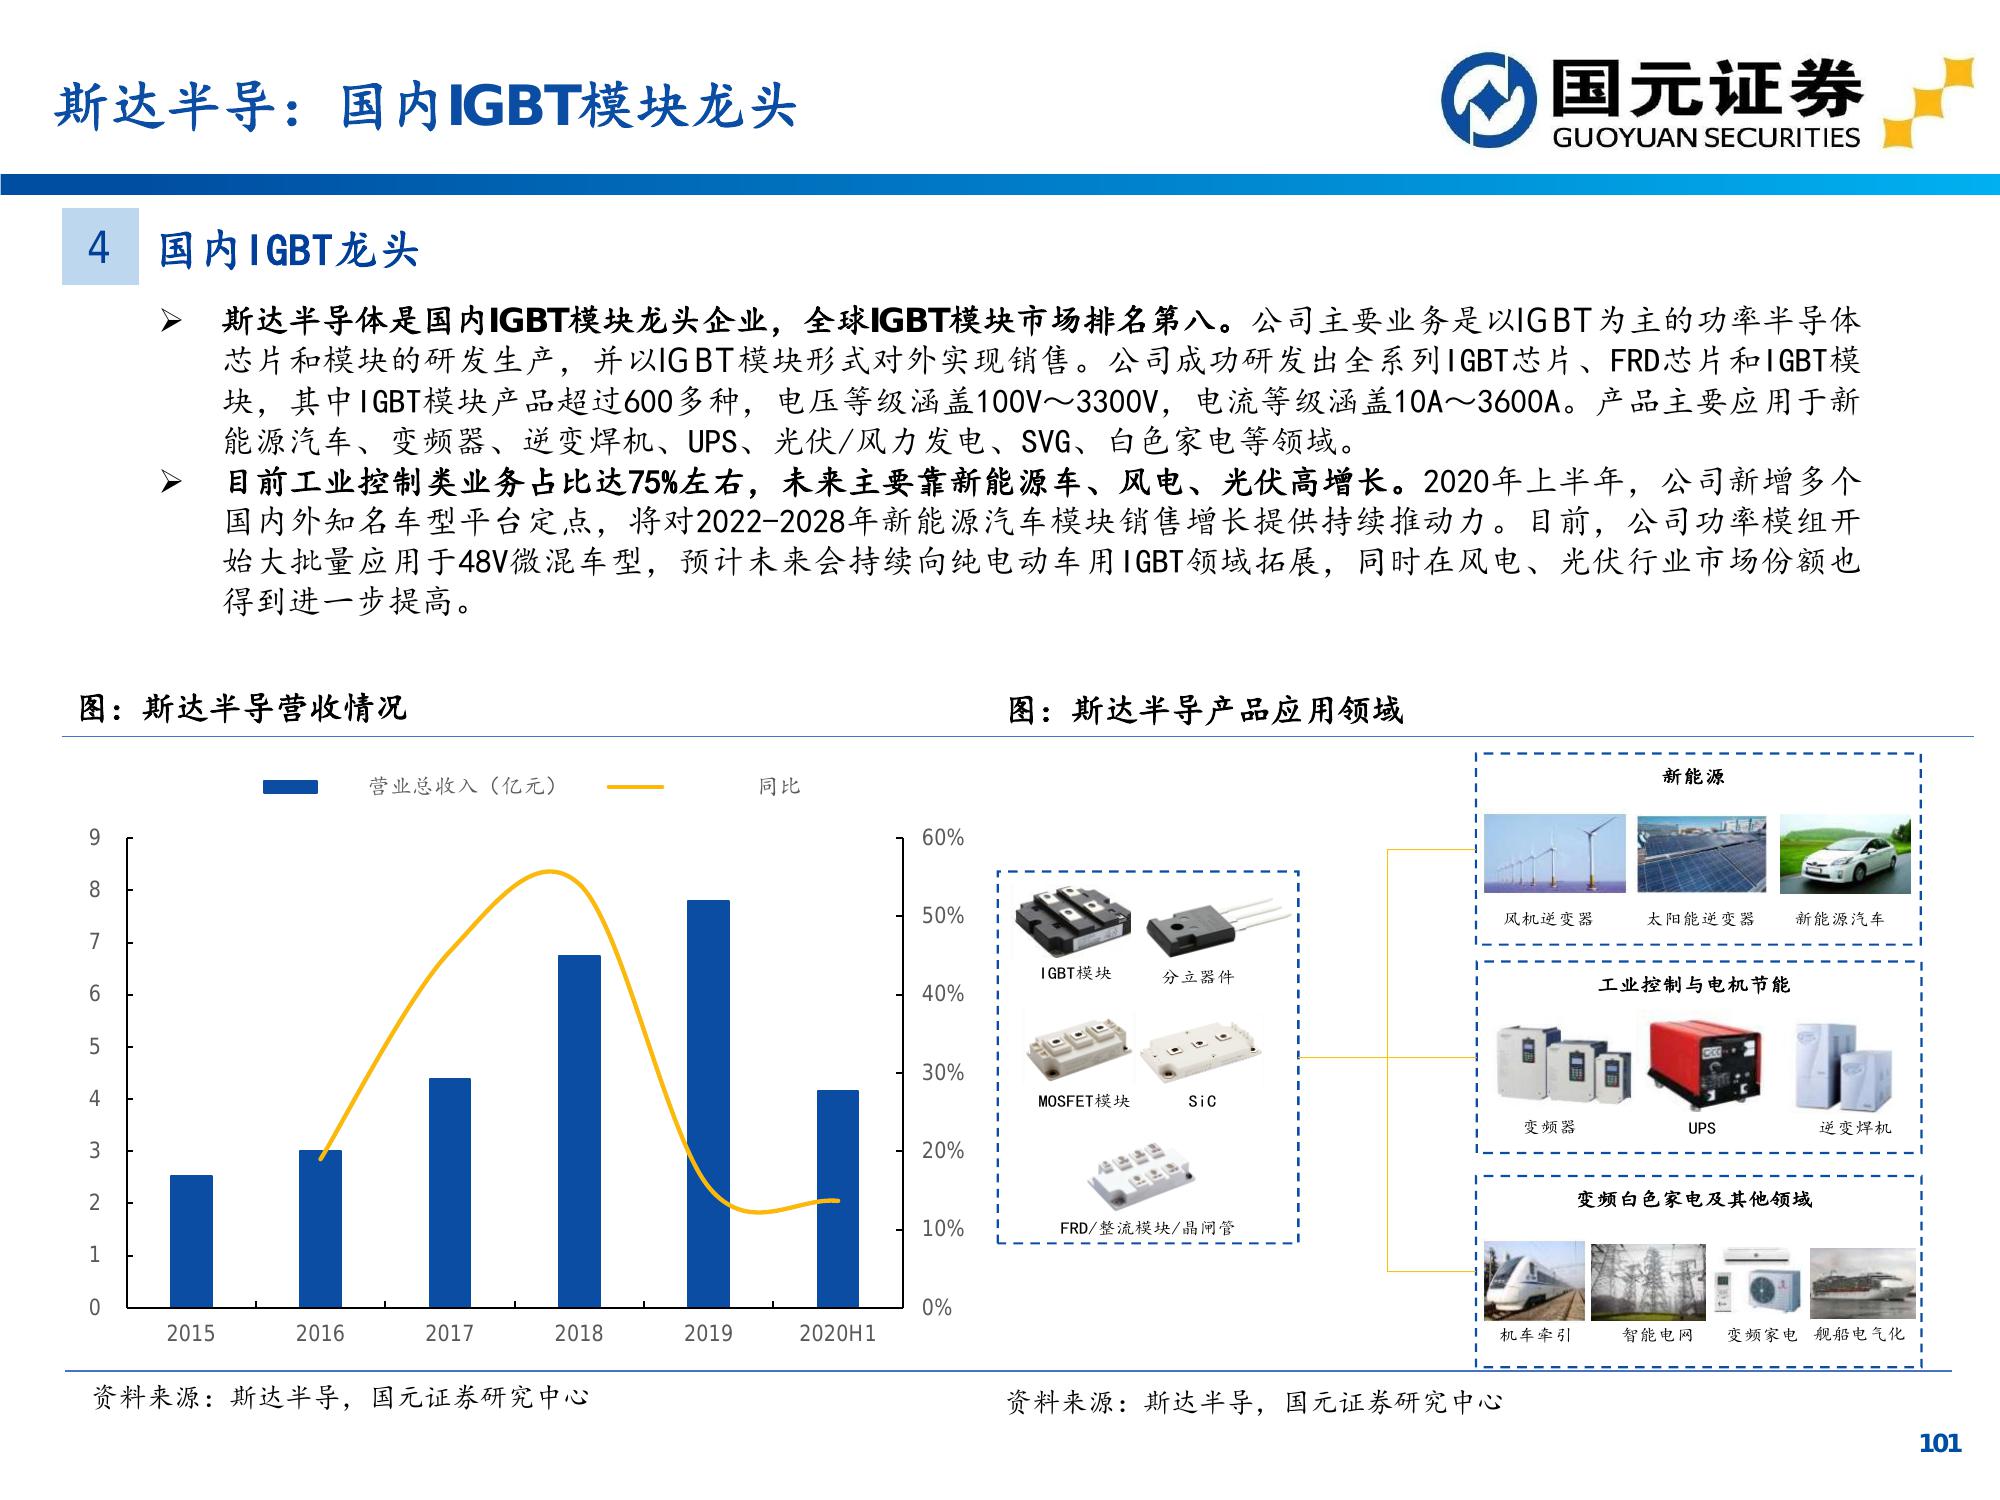 斯达半导：国内IGBT模块龙头
国元证券
GUOYUAN SECURITIES
4
国内IGBT龙头
➢ 斯达半导体是国内IGBT模块龙头企业，全球IGBT模块市场排名第八。公司主要业务是以IGBT为主的功率半导体
芯片和模块的研发生产，并以IGBT模块形式对外实现销售。公司成功研发出全系列IGBT芯片、FRD芯片和IGBT模
块，其中IGBT模块产品超过600多种，电压等级涵盖100V～3300V，电流等级涵盖10A～3600A。产品主要应用于新
能源汽车、变频器、逆变焊机、UPS、光伏/风力发电、SVG、白色家电等领域。
➢ 目前工业控制类业务占比达75%左右，未来主要靠新能源车、风电、光伏高增长。2020年上半年，公司新增多个
国内外知名车型平台定点，将对2022-2028年新能源汽车模块销售增长提供持续推动力。目前，公司功率模组开
始大批量应用于48V微混车型，预计未来会持续向纯电动车用IGBT领域拓展，同时在风电、光伏行业市场份额也
得到进一步提高。
图：斯达半导营收情况
营业总收入（亿元） 同比
9
8
7
6
5
4
3
2
1
0
60%
50%
40%
30%
20%
10%
0%
2015 2016 2017 2018 2019 2020H1
资料来源：斯达半导，国元证券研究中心
图：斯达半导产品应用领域
IGBT模块 分立器件
MOSFET模块 SiC
FRD/整流模块/晶闸管
新能源
风机逆变器 太阳能逆变器 新能源汽车
工业控制与电机节能
变频器 UPS 逆变焊机
变频白色家电及其他领域
机车牵引 智能电网 变频家电 舰船电气化
资料来源：斯达半导，国元证券研究中心
101